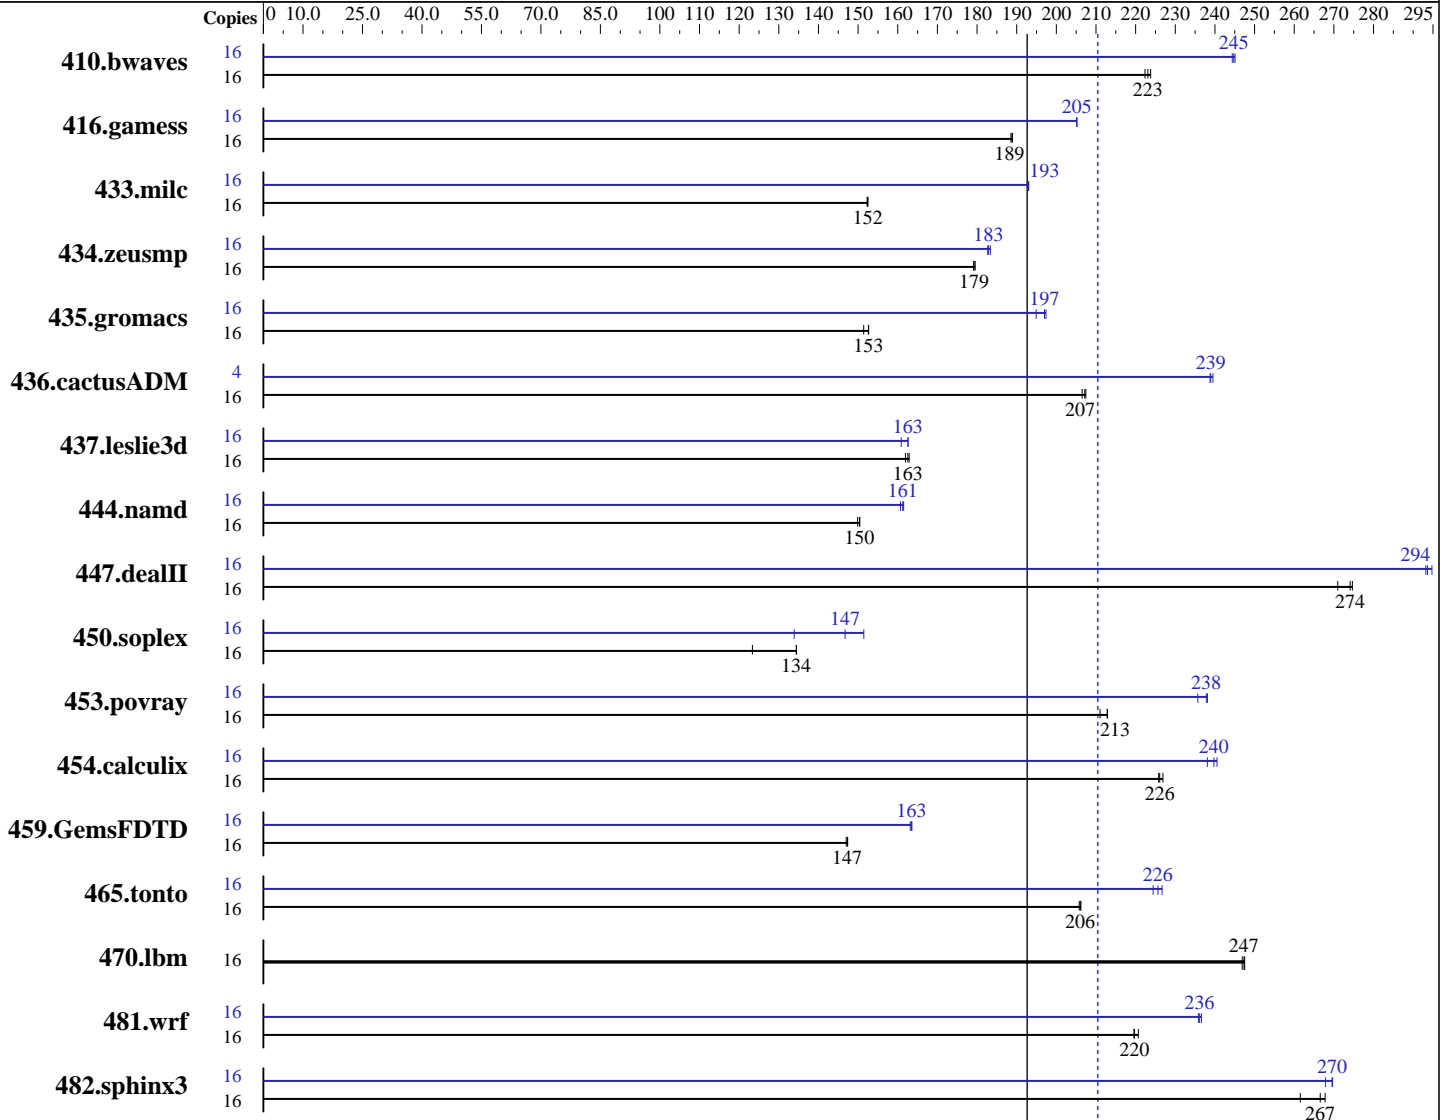 Copies 0 10.0 25.0 40.0 55.0 70.0 85.0 100 110 120 130 140 150 160 170 180 190 200 210 220 230 240 250 260 270 280 295
410.bwaves 16 245
16 223
416.gamess 16 205
16 189
433.milc 16 193
16 152
434.zeusmp 16 183
16 179
435.gromacs 16 197
16 153
436.cactusADM 4 239
16 207
437.leslie3d 16 163
16 163
444.namd 16 161
16 150
447.dealII 16 294
16 274
450.soplex 16 147
16 134
453.povray 16 238
16 213
454.calculix 16 240
16 226
459.GemsFDTD 16 163
16 147
465.tonto 16 226
16 206
470.lbm 16 247
481.wrf 16 236
16 220
482.sphinx3 16 270
16 267